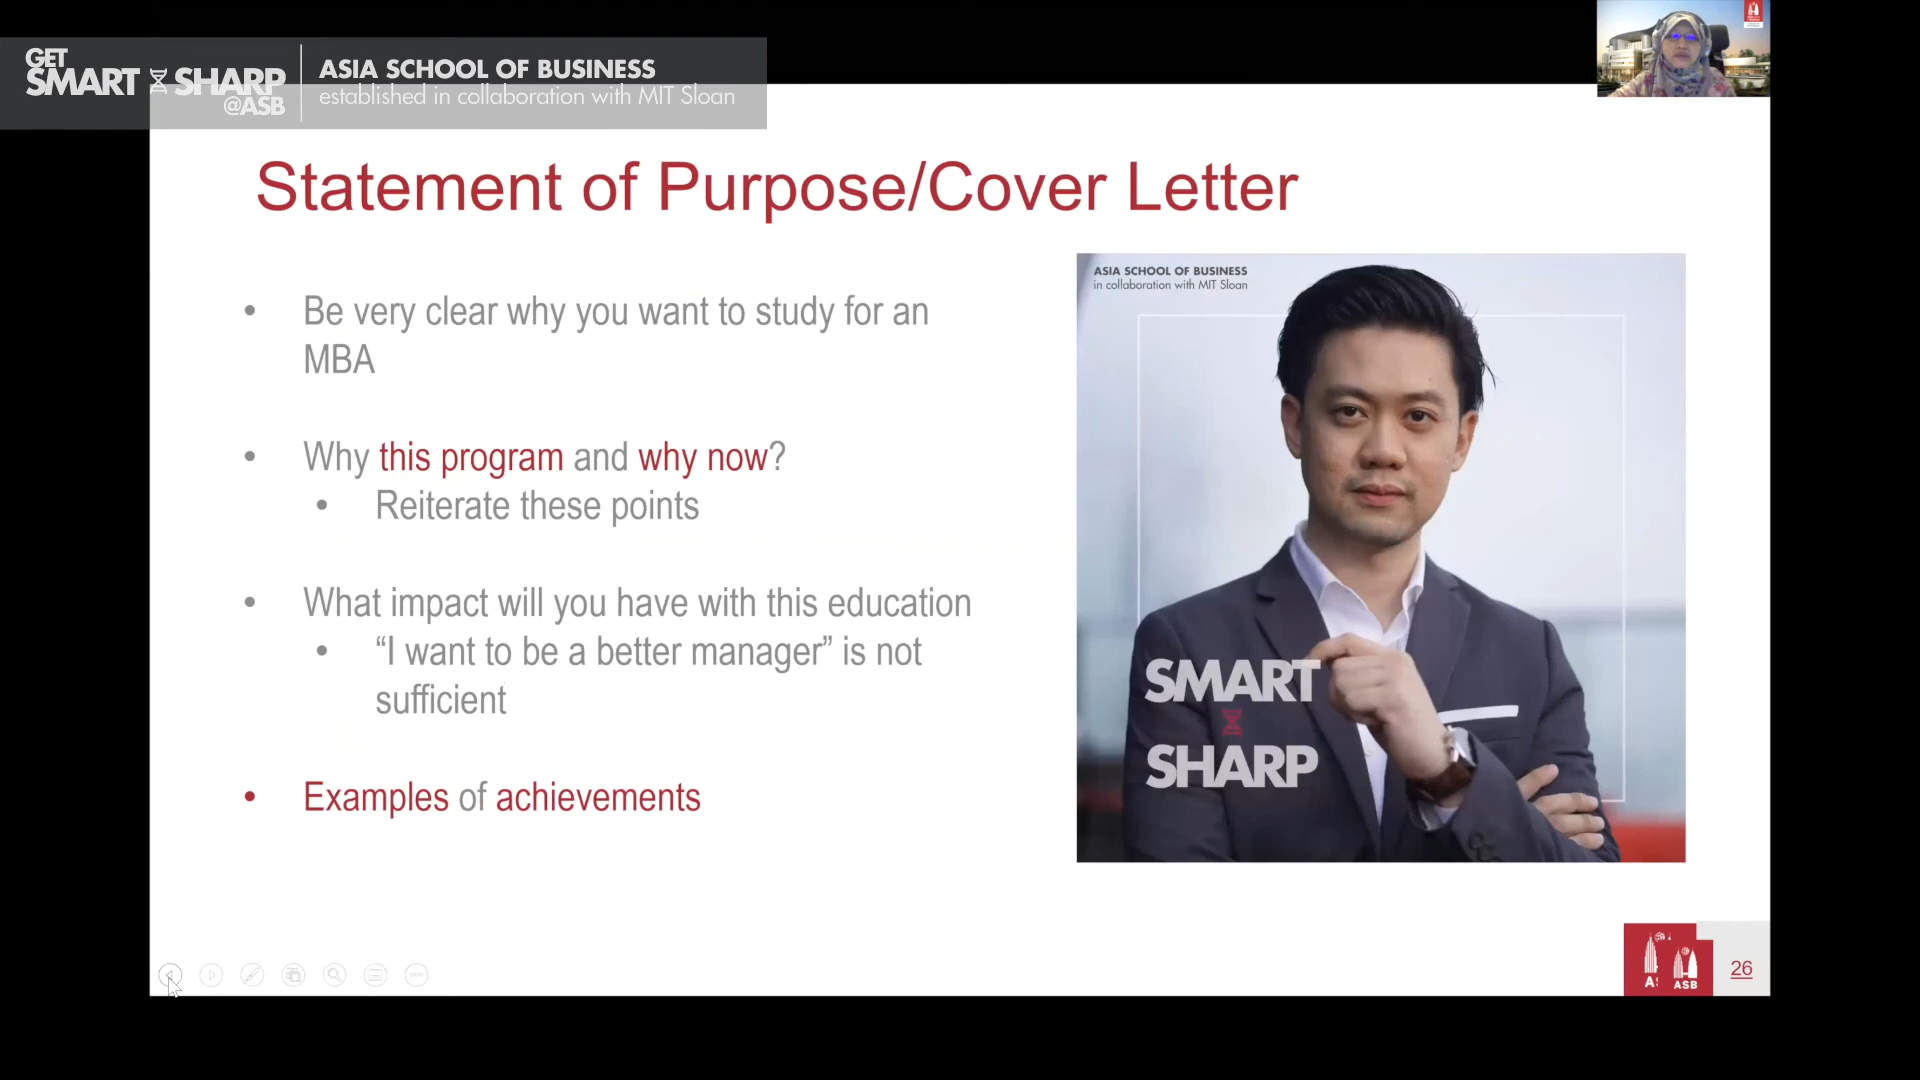 GET
SMART SHARP
@ASB
ASIA SCHOOL OF BUSINESS
established in collaboration with MIT Sloan
Statement of Purpose/Cover Letter
• Be very clear why you want to study for an
MBA
• Why this program and why now?
• Reiterate these points
• What impact will you have with this education
• “I want to be a better manager” is not
sufficient
• Examples of achievements
ASIA SCHOOL OF BUSINESS
in collaboration with MIT Sloan
SMART
SHARP
ASB
26